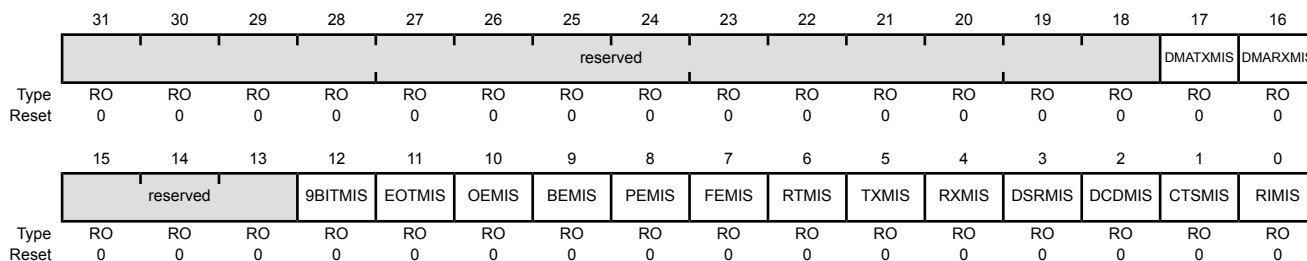 31 30 29 28 27 26 25 24 23 22 21 20 19 18 17 16
reserved DMATXMIS DMARXMIS
Type RO RO RO RO RO RO RO RO RO RO RO RO RO RO RO RO
Reset 0 0 0 0 0 0 0 0 0 0 0 0 0 0 0 0
15 14 13 12 11 10 9 8 7 6 5 4 3 2 1 0
reserved 9BITMIS EOTMIS OEMIS BEMIS PEMIS FEMIS RTMIS TXMIS RXMIS DSRMIS DCDMIS CTSMIS RIMIS
Type RO RO RO RO RO RO RO RO RO RO RO RO RO RO RO RO
Reset 0 0 0 0 0 0 0 0 0 0 0 0 0 0 0 0